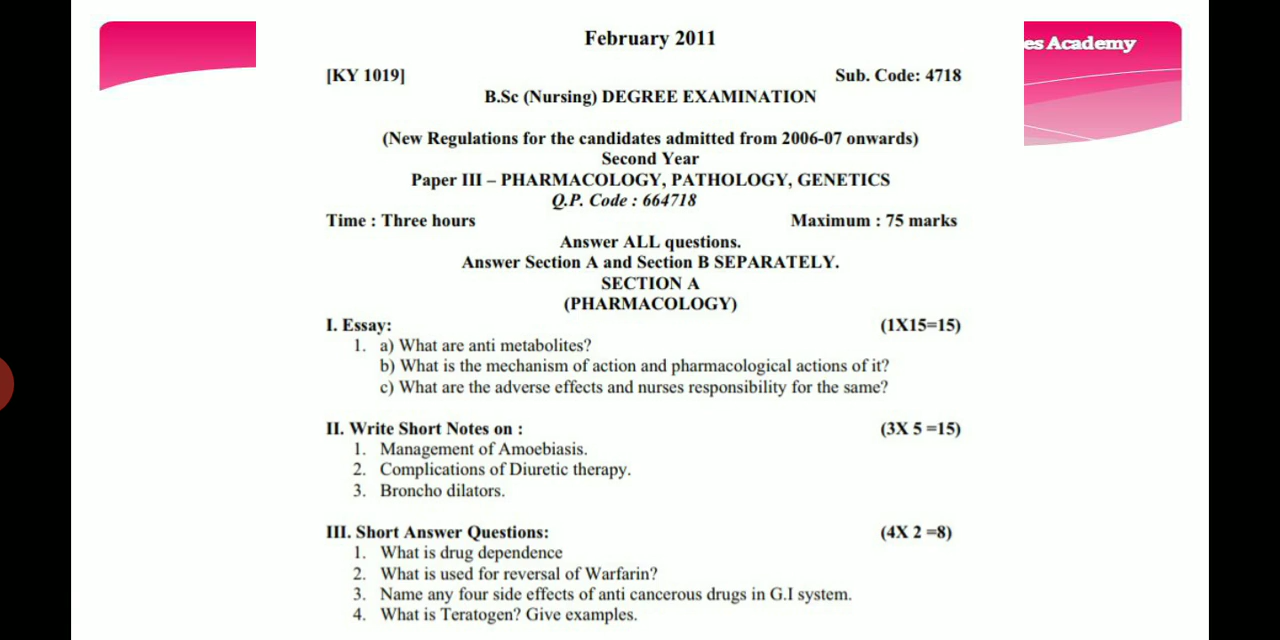 February 2011
es Academy
[KY 1019] Sub. Code: 4718
B.Sc (Nursing) DEGREE EXAMINATION
(New Regulations for the candidates admitted from 2006-07 onwards)
Second Year
Paper III – PHARMACOLOGY, PATHOLOGY, GENETICS
Q.P. Code : 664718
Time : Three hours Maximum : 75 marks
Answer ALL questions.
Answer Section A and Section B SEPARATELY.
SECTION A
(PHARMACOLOGY)
I. Essay: (1X15=15)
1. a) What are anti metabolites?
b) What is the mechanism of action and pharmacological actions of it?
c) What are the adverse effects and nurses responsibility for the same?
II. Write Short Notes on : (3X 5 =15)
1. Management of Amoebiasis.
2. Complications of Diuretic therapy.
3. Broncho dilators.
III. Short Answer Questions: (4X 2 =8)
1. What is drug dependence
2. What is used for reversal of Warfarin?
3. Name any four side effects of anti cancerous drugs in G.I system.
4. What is Teratogen? Give examples.